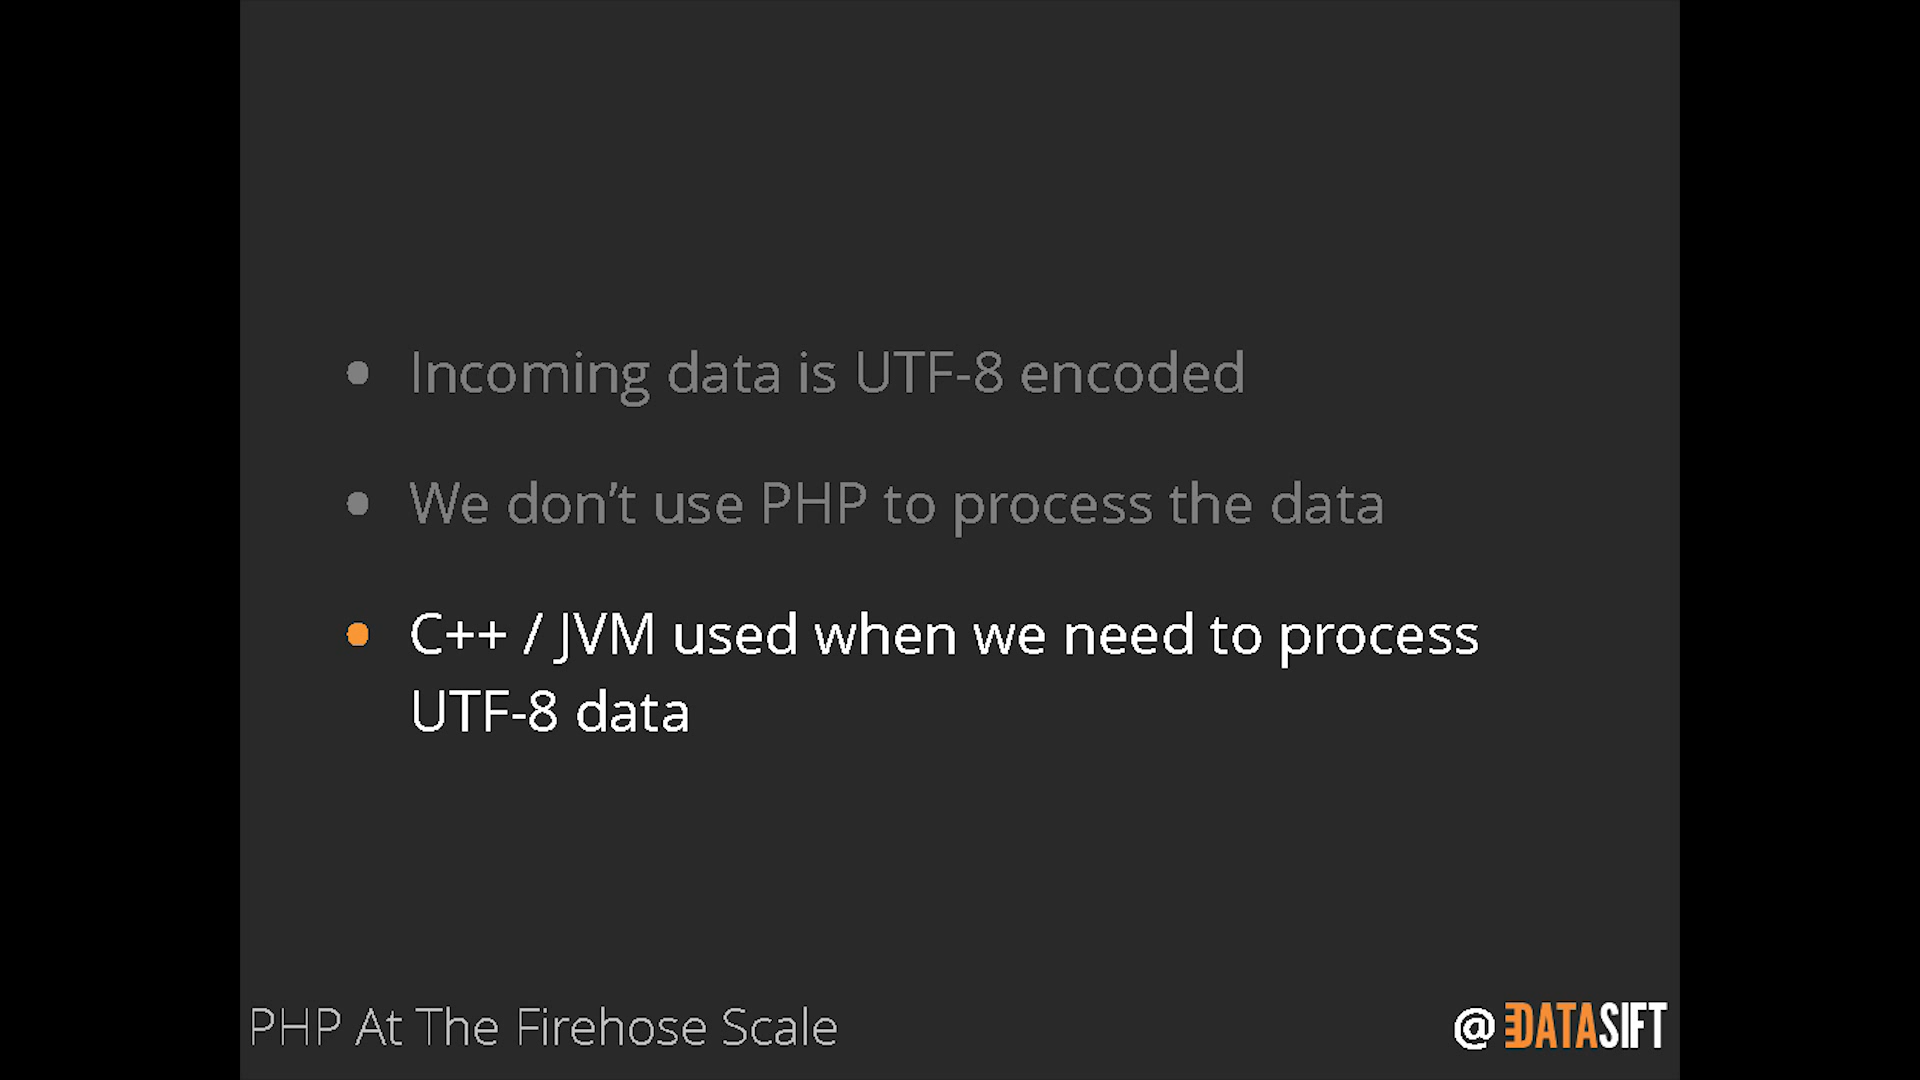 • Incoming data is UTF-8 encoded
• We don’t use PHP to process the data
• C++ / JVM used when we need to process
UTF-8 data
PHP At The Firehose Scale
@ DATASIFT